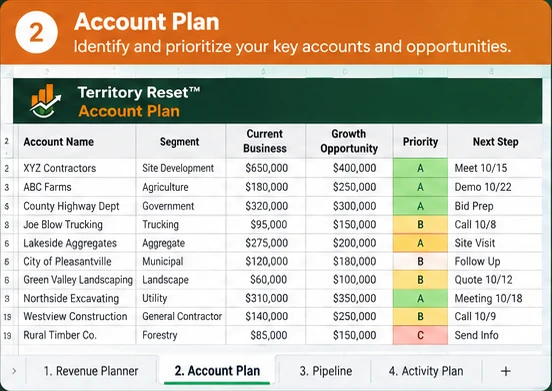 2 Account Plan
Identify and prioritize your key accounts and opportunities.
Territory Reset™
Account Plan
2 Account Name Segment Current Business Growth Opportunity Priority Next Step
2 XYZ Contractors Site Development $650,000 $400,000 A Meet 10/15
3 ABC Farms Agriculture $180,000 $250,000 A Demo 10/22
County Highway Dept Government $320,000 $300,000 A Bid Prep
Joe Blow Trucking Trucking $95,000 $150,000 B Call 10/8
Lakeside Aggregates Aggregate $275,000 $200,000 A Site Visit
City of Pleasantville Municipal $120,000 $180,000 B Follow Up
Green Valley Landscaping Landscape $60,000 $100,000 B Quote 10/12
Northside Excavating Utility $310,000 $350,000 A Meeting 10/18
19 Westview Construction General Contractor $140,000 $250,000 B Call 10/9
19 Rural Timber Co. Forestry $85,000 $150,000 C Send Info
1. Revenue Planner 2. Account Plan 3. Pipeline 4. Activity Plan +